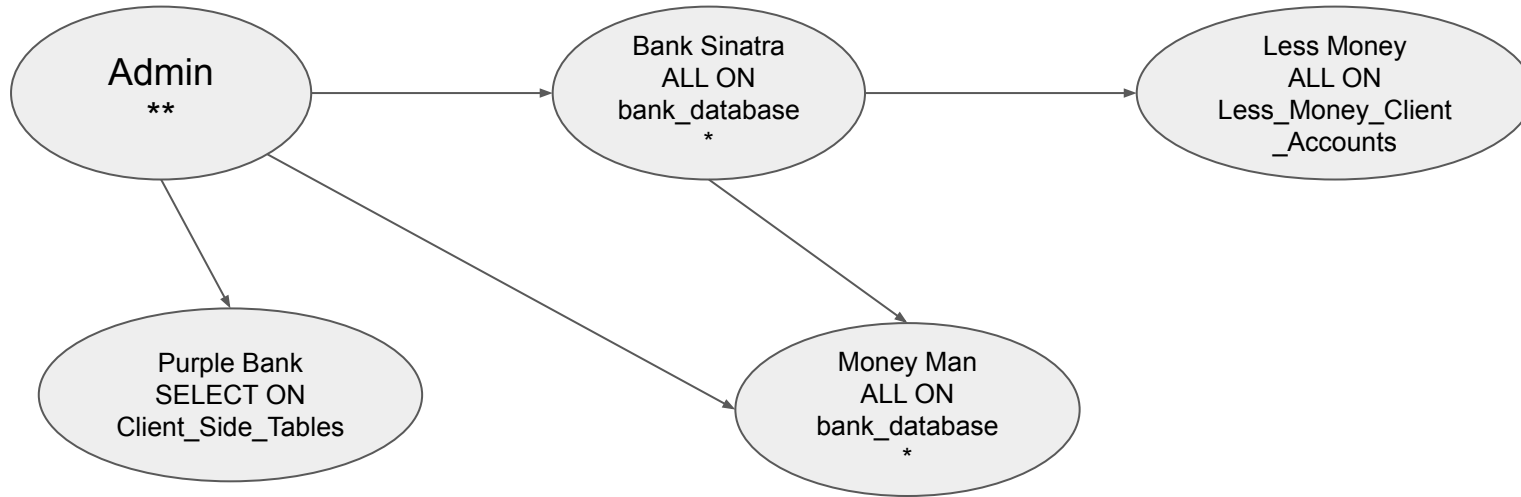 Admin
**
Bank Sinatra
ALL ON
bank_database
*
Less Money
ALL ON
Less_Money_Client
_Accounts
Purple Bank
SELECT ON
Client_Side_Tables
Money Man
ALL ON
bank_database
*